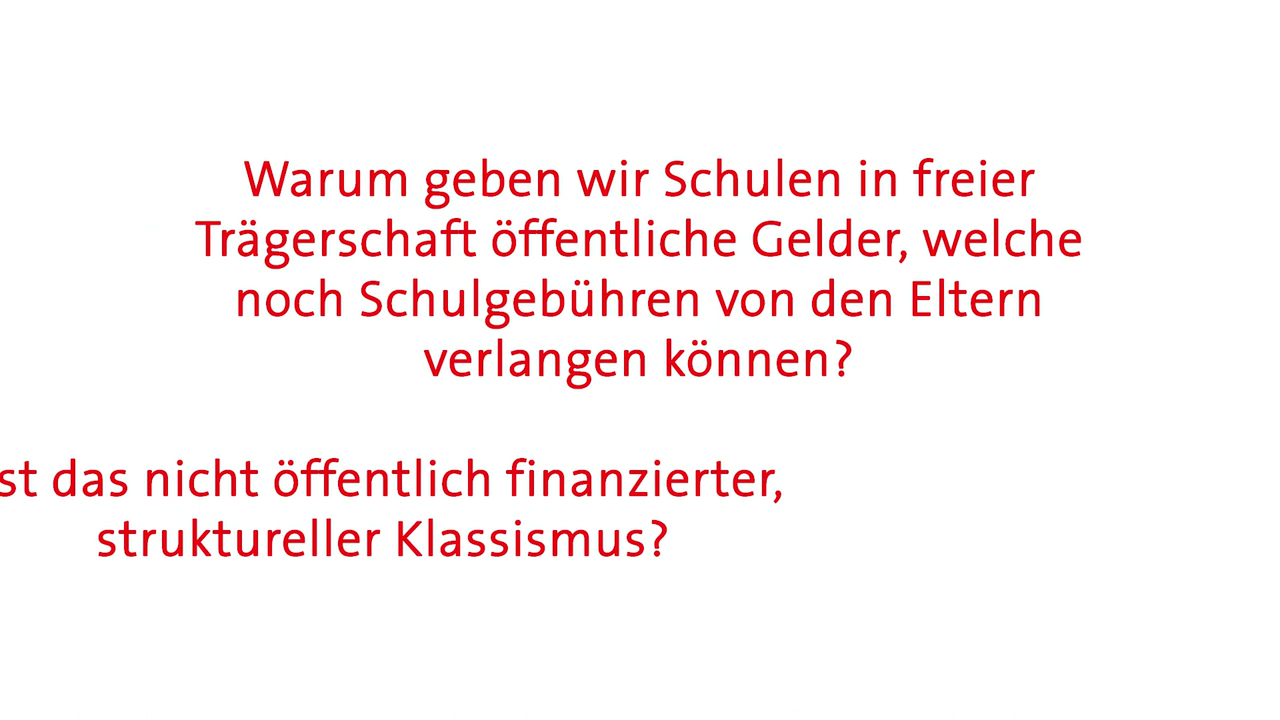 Warum geben wir Schulen in freier
Trägerschaft öffentliche Gelder, welche
noch Schulgebühren von den Eltern
verlangen können?
st das nicht öffentlich finanzierter,
struktureller Klassismus?